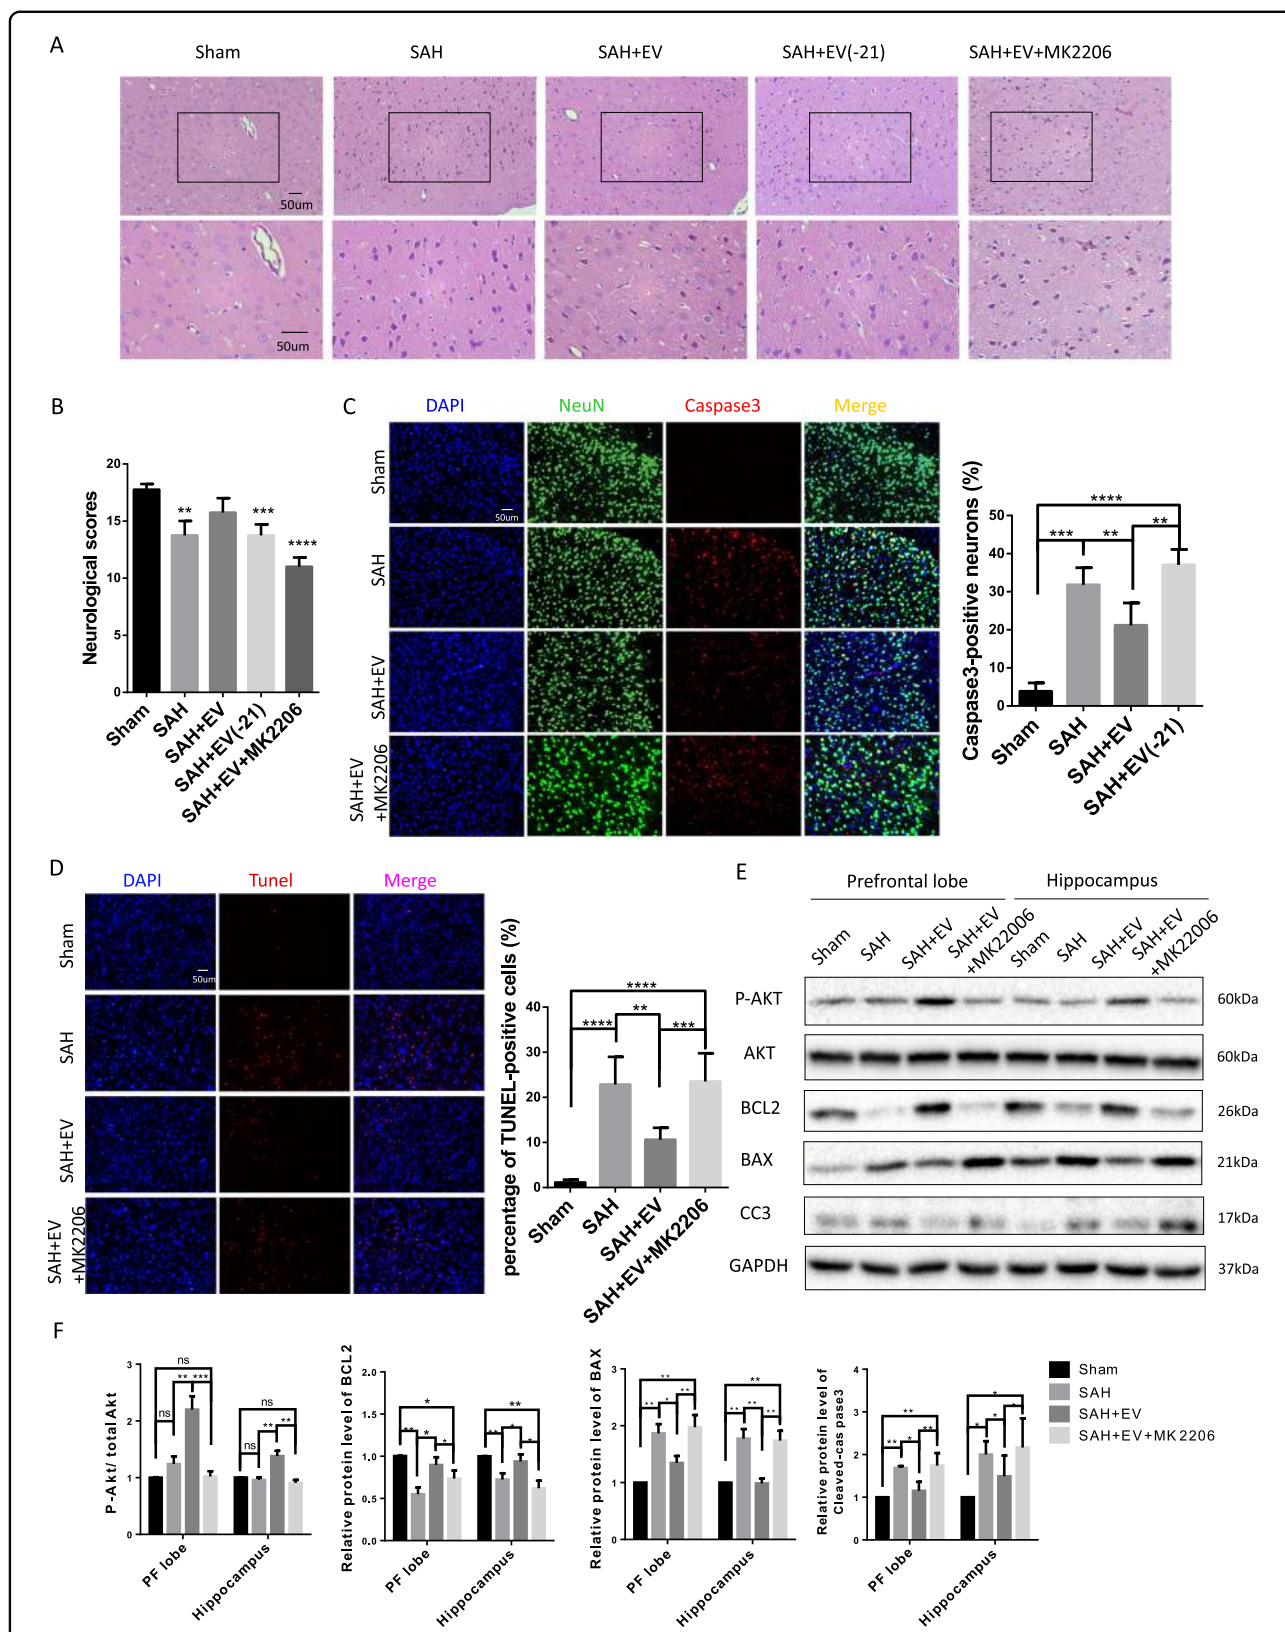 A
Sham
SAH
SAH+EV
SAH+EV(-21)
SAH+EV+MK2206
50um
50um
B
Neurological scores
20
15
10
5
0
**
***
****
Sham
SAH
SAH+EV
SAH+EV(-21)
SAH+EV+MK2206
C
DAPI
NeuN
Caspase3
Merge
Sham
50um
SAH
SAH+EV
SAH+EV
+MK2206
Caspase3-positive neurons (%)
50
40
30
20
10
0
****
***
**
**
Sham
SAH
SAH+EV
SAH+EV(-21)
D
DAPI
Tunel
Merge
Sham
50um
SAH
SAH+EV
SAH+EV
+MK2206
percentage of TUNEL-positive cells (%)
40
30
20
10
0
****
**
****
***
Sham
SAH
SAH+EV
SAH+EV+MK2206
E
Prefrontal lobe
Hippocampus
Sham
SAH
SAH+EV
SAH+EV
+MK22006
Sham
SAH
SAH+EV
SAH+EV
+MK22006
P-AKT
60kDa
AKT
60kDa
BCL2
26kDa
BAX
21kDa
CC3
17kDa
GAPDH
37kDa
F
P-Akt/ total Akt
3
2
1
0
ns
ns
**
***
ns
ns
**
**
PF lobe
Hippocampus
Relative protein level of BCL2
2.0
1.5
1.0
0.5
0.0
*
**
*
*
**
**
*
*
PF lobe
Hippocampus
Relative protein level of BAX
3
2
1
0
**
**
*
**
**
**
**
**
PF lobe
Hippocampus
Relative protein level of
Cleaved-cas pase3
3
2
1
0
**
**
*
**
*
*
*
*
PF lobe
Hippocampus
Sham
SAH
SAH+EV
SAH+EV+MK2206